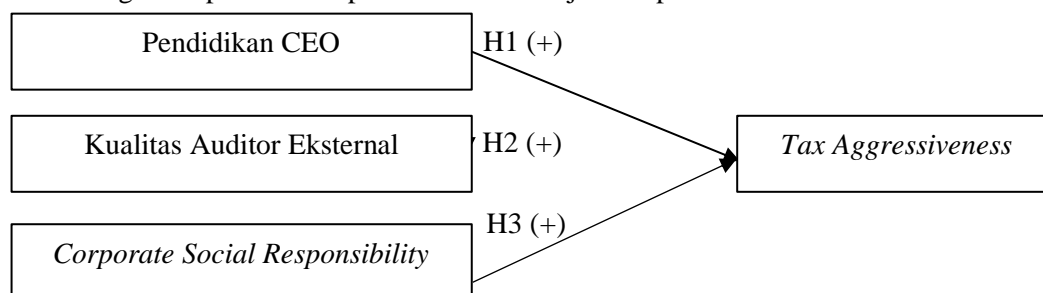 Pendidikan CEO
H1 (+)
Kualitas Auditor Eksternal
H2 (+)
Tax Aggressiveness
H3 (+)
Corporate Social Responsibility